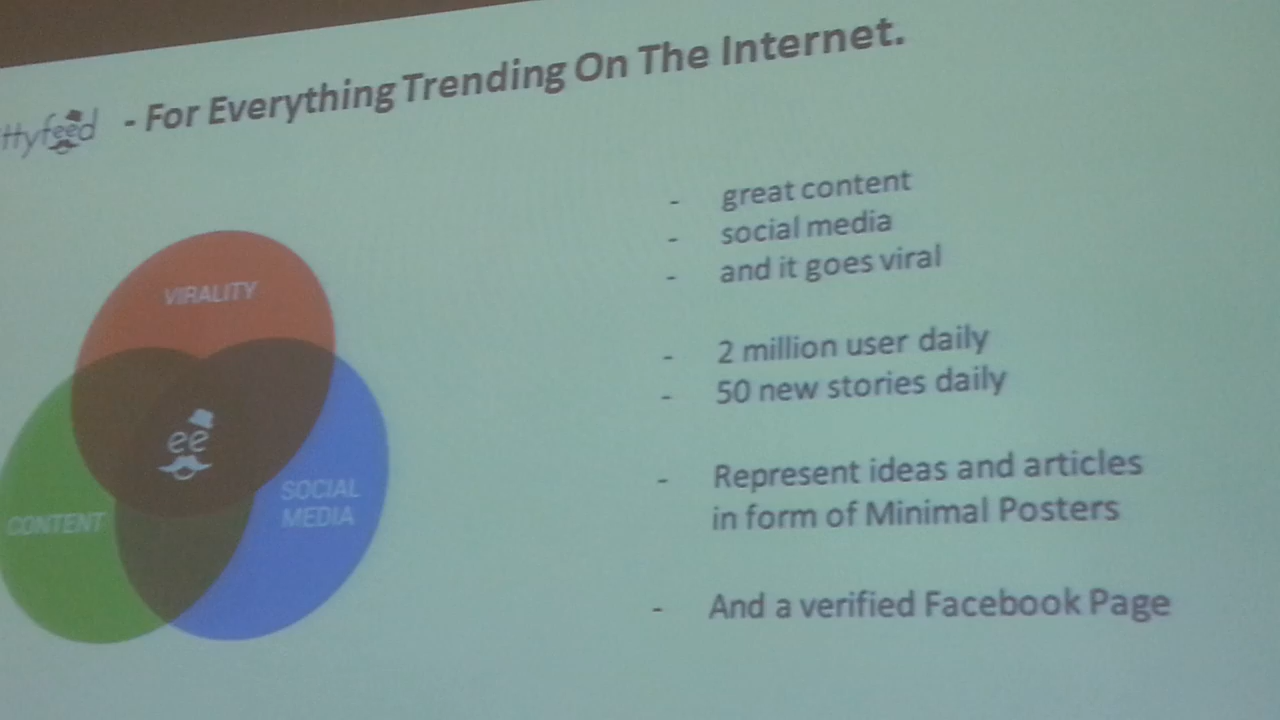 ttyfeed - For Everything Trending On The Internet.
VIRALITY
CONTENT
SOCIAL
MEDIA
ee
- great content
- social media
- and it goes viral
- 2 million user daily
- 50 new stories daily
- Represent ideas and articles
in form of Minimal Posters
- And a verified Facebook Page